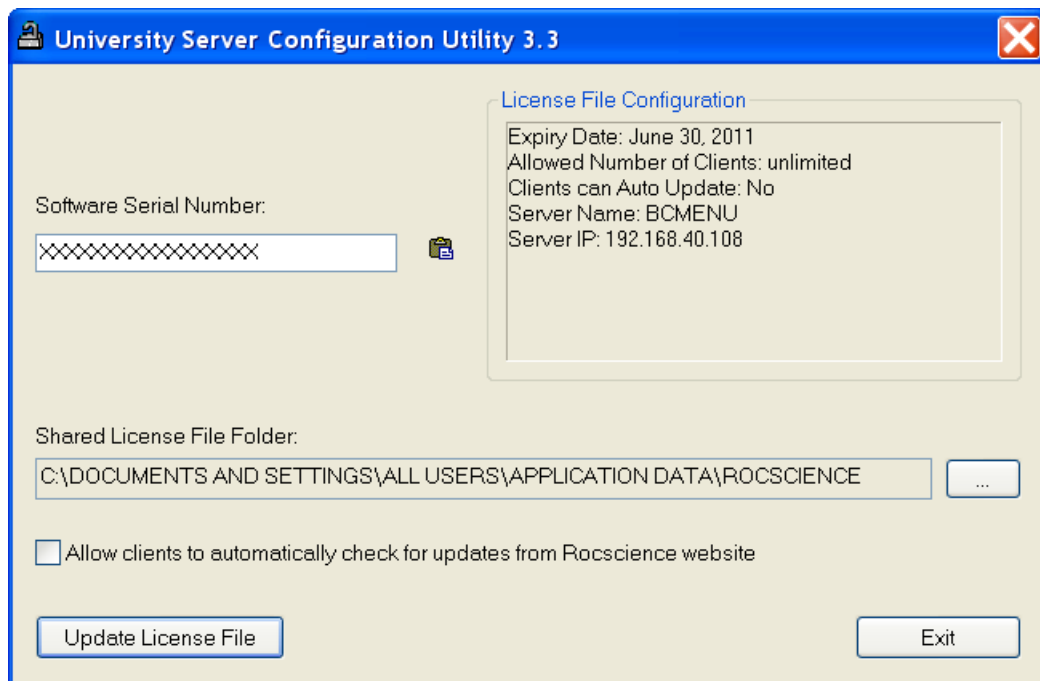 University Server Configuration Utility 3.3
License File Configuration
Expiry Date: June 30, 2011
Allowed Number of Clients: unlimited
Clients can Auto Update: No
Server Name: BCMENU
Server IP: 192.168.40.108
Software Serial Number:
XXXXXXXXXXXXXXXX
Shared License File Folder:
C:\DOCUMENTS AND SETTINGS\ALL USERS\APPLICATION DATA\ROCSCIENCE
...
Allow clients to automatically check for updates from Rocscience website
Update License File
Exit